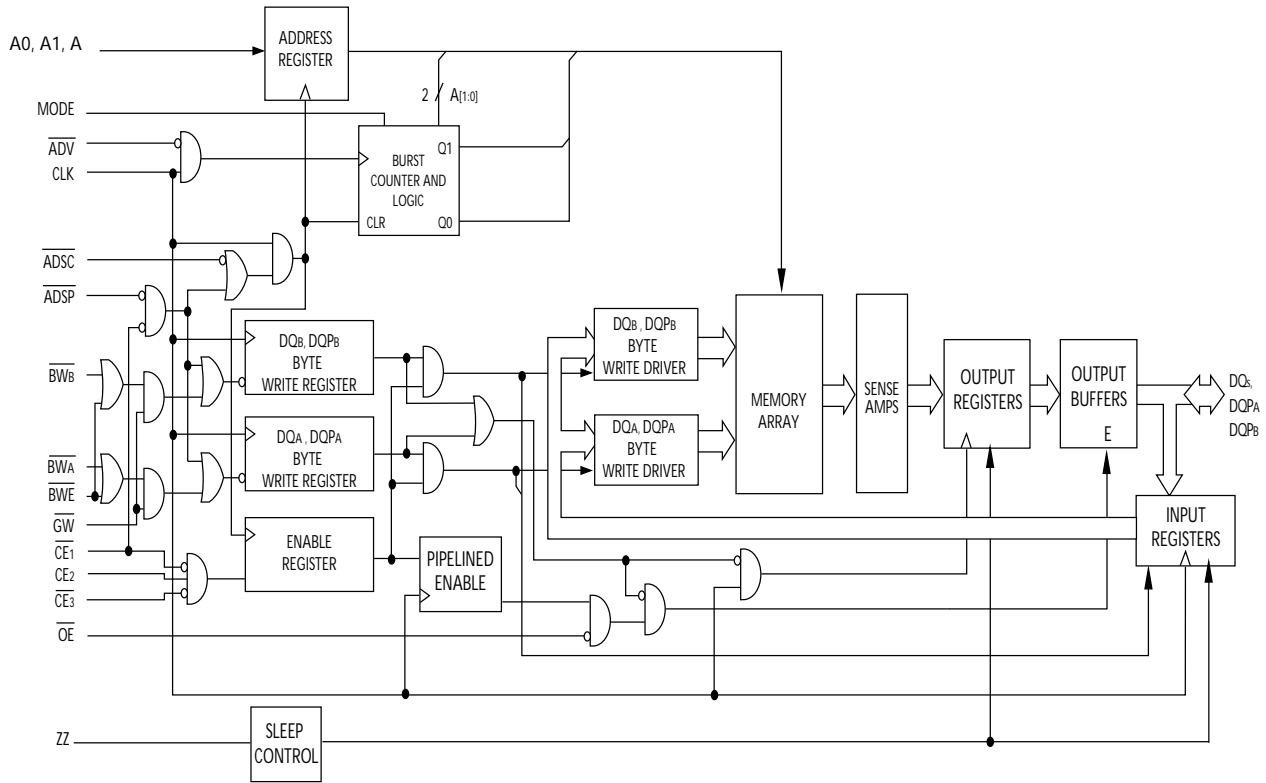 A0, A1, A
ADDRESS
REGISTER
2
A[1:0]
MODE
ADV
CLK
BURST
COUNTER AND
LOGIC
CLR
Q1
Q0
ADSC
ADSP
DQB , DQPB
BYTE
WRITE REGISTER
DQB , DQPB
BYTE
WRITE DRIVER
MEMORY
ARRAY
SENSE
AMPS
OUTPUT
REGISTERS
OUTPUT
BUFFERS
E
DQs,
DQPA
DQPB
BWB
DQA , DQPA
BYTE
WRITE REGISTER
DQA, DQPA
BYTE
WRITE DRIVER
BWA
BWE
GW
CE1
CE2
CE3
ENABLE
REGISTER
PIPELINED
ENABLE
INPUT
REGISTERS
OE
ZZ
SLEEP
CONTROL